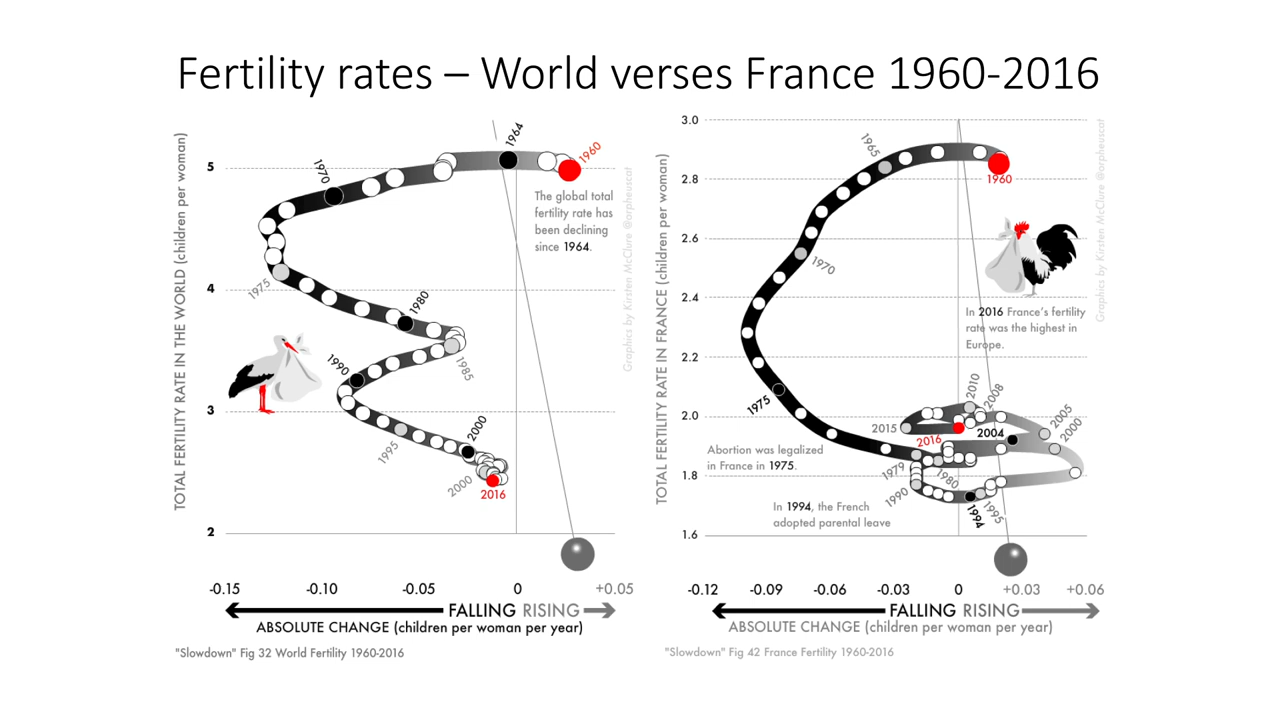 Fertility rates – World verses France 1960-2016
TOTAL FERTILITY RATE IN THE WORLD (children per woman)
5
4
3
2
1964
1960
1970
The global total
fertility rate has
been declining
since 1964.
1975
1980
1985
1990
1995
2000
2000
2016
Graphics by Kirsten McClure @orpheuscat
-0.15
-0.10
-0.05
0
+0.05
FALLING RISING
ABSOLUTE CHANGE (children per woman per year)
"Slowdown" Fig 32 World Fertility 1960-2016
TOTAL FERTILITY RATE IN FRANCE (children per woman)
3.0
2.8
2.6
2.4
2.2
2.0
1.8
1.6
1965
1960
1970
In 2016 France's fertility
rate was the highest in
Europe.
1975
2010
2008
2015
2016
2004
2005
2000
Abortion was legalized
in France in 1975.
1979
1980
1990
1994
1995
In 1994, the French
adopted parental leave
Graphics by Kirsten McClure @orpheuscat
-0.12
-0.09
-0.06
-0.03
0
+0.03
+0.06
FALLING RISING
ABSOLUTE CHANGE (children per woman per year)
"Slowdown" Fig 42 France Fertility 1960-2016